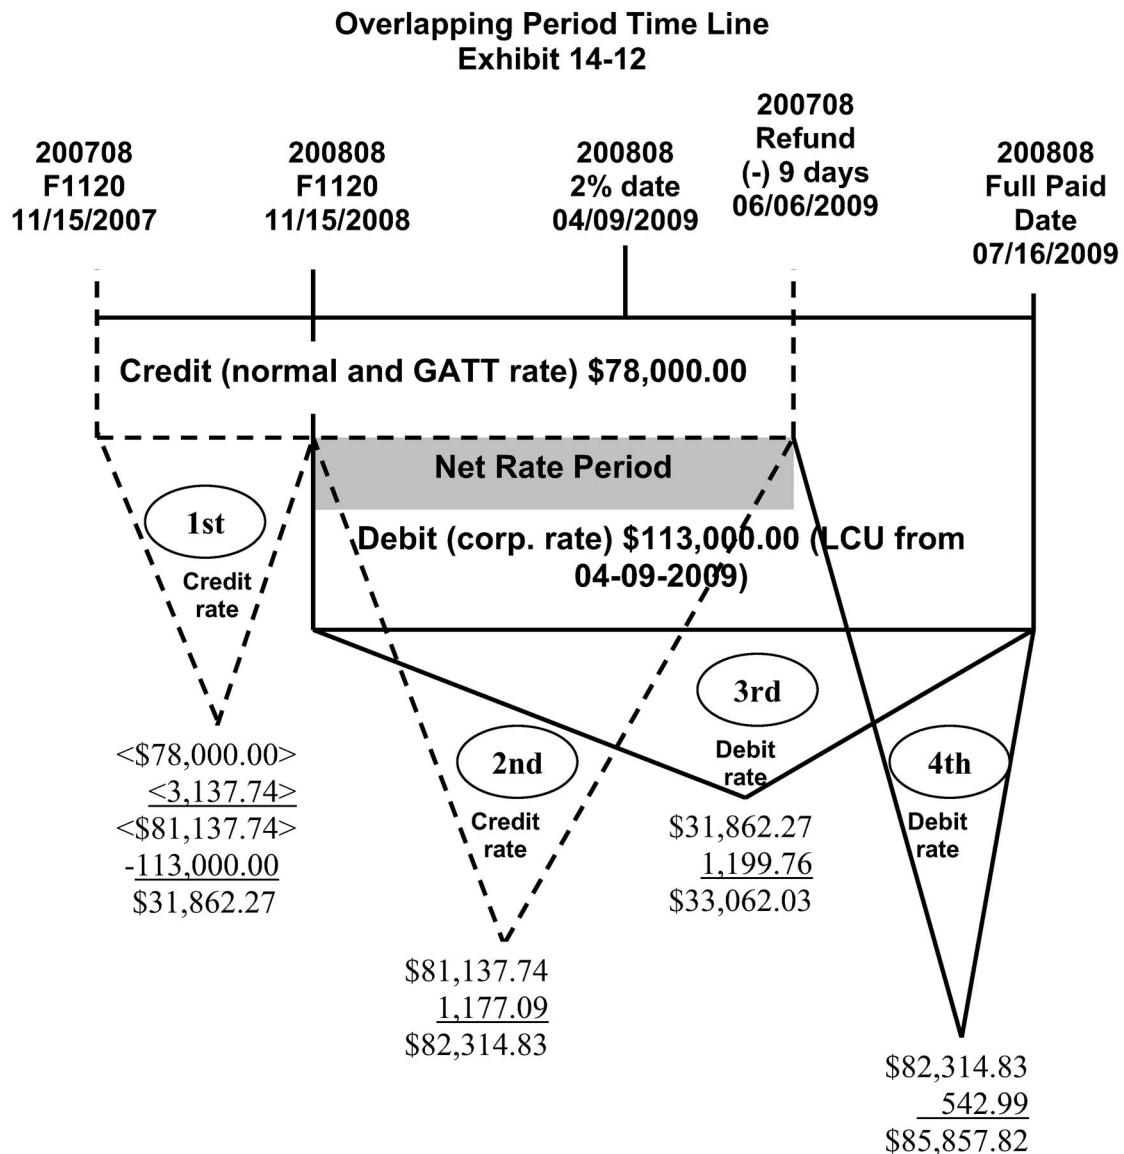 Overlapping Period Time Line
Exhibit 14-12
200708
F1120
11/15/2007
200808
F1120
11/15/2008
200808
2% date
04/09/2009
200708
Refund
(-) 9 days
06/06/2009
200808
Full Paid
Date
07/16/2009
Credit (normal and GATT rate) $78,000.00
Net Rate Period
Debit (corp. rate) $113,000.00 (LCU from
04-09-2009)
1st
Credit
rate
<$78,000.00>
<3,137.74>
<$81,137.74>
-113,000.00
$31,862.27
2nd
Credit
rate
$81,137.74
1,177.09
$82,314.83
3rd
Debit
rate
$31,862.27
1,199.76
$33,062.03
4th
Debit
rate
$82,314.83
542.99
$85,857.82